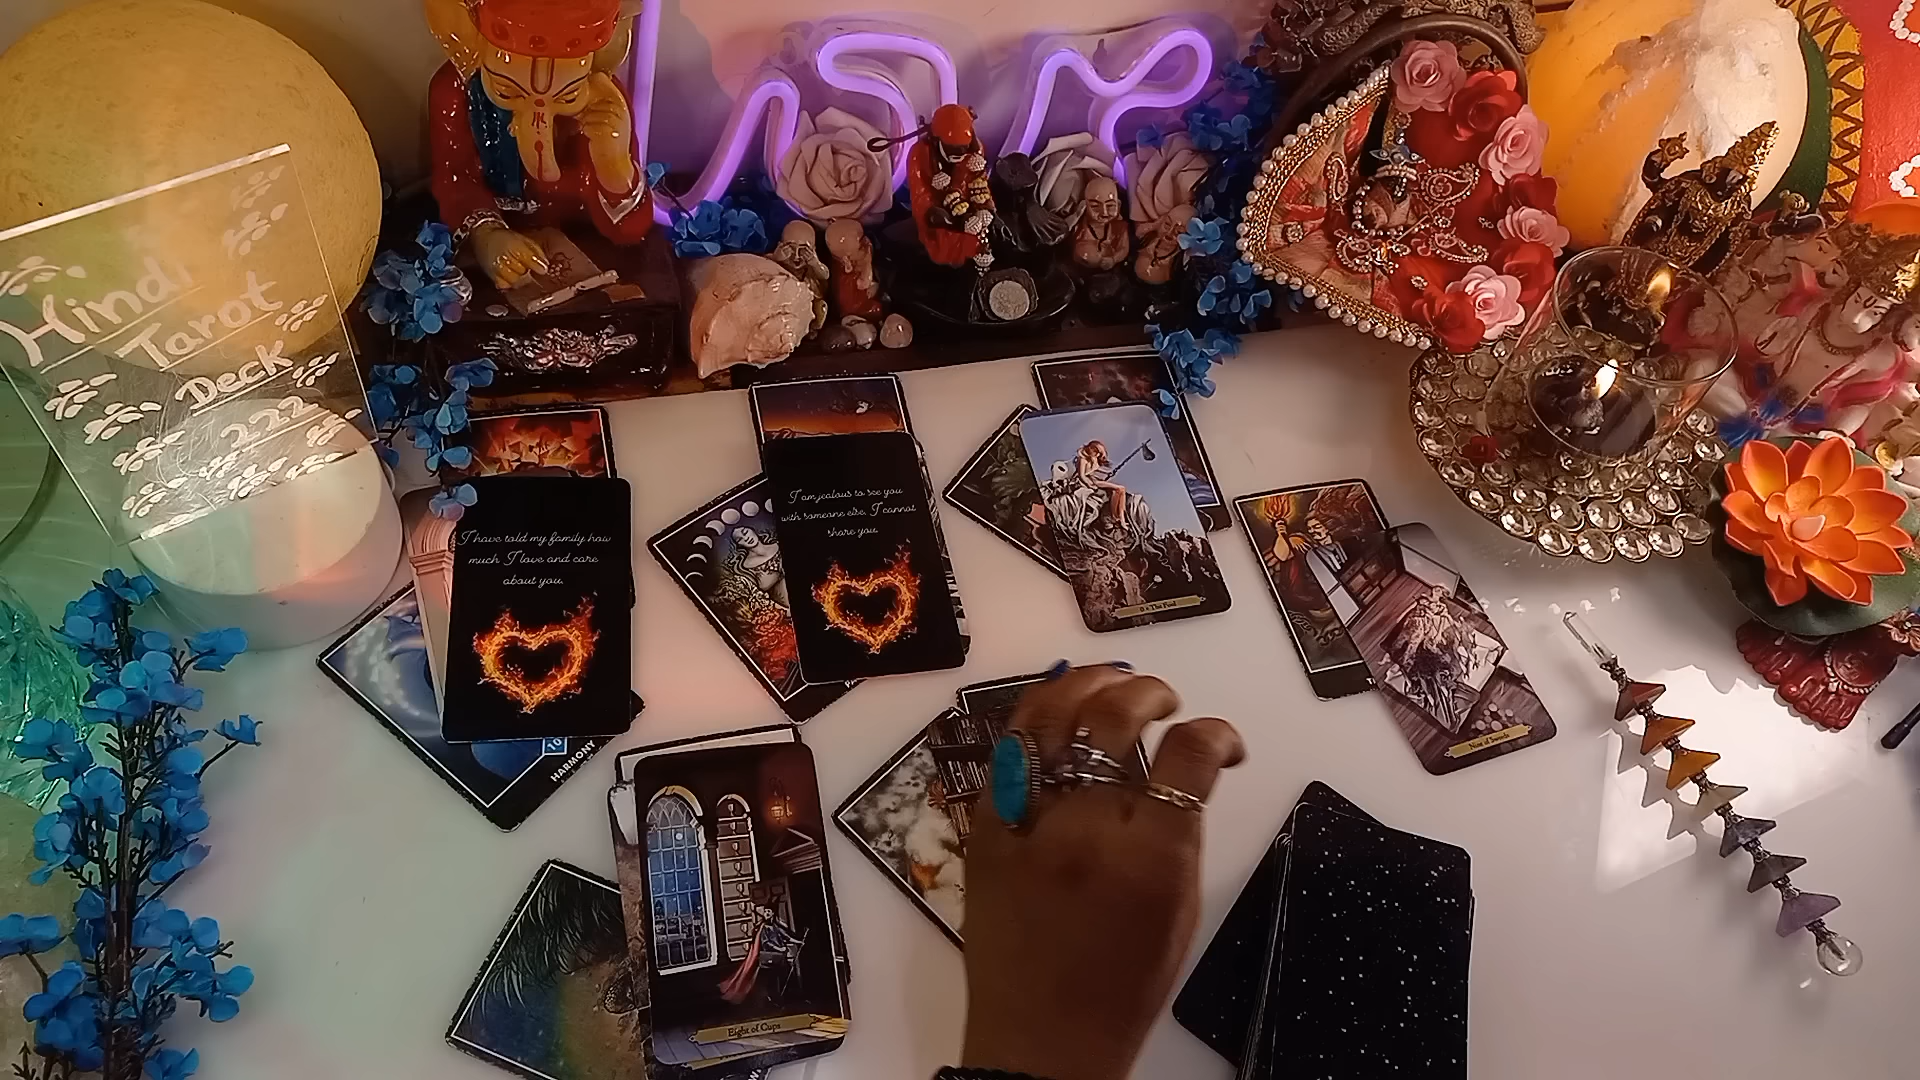 Hindi
Tarot
Deck
222
I have told my family how
much I love and care
about you.
I am jealous to see you
with someone else. I cannot
share you.
0 • The Fool
Nine of Swords
10
HARMONY
Eight of Cups